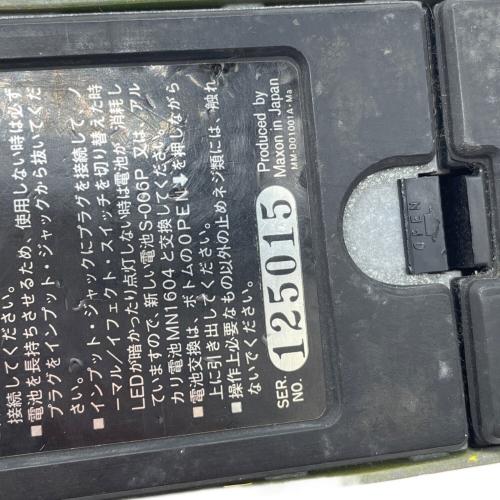 接続してください。
■電池を長持ちさせるため、使用しない時は必ず
プラグをインプット・ジャックから抜いてくだ
さい。
■インプット・ジャックにプラグを接続して、ノ
ーマル/イフェクト・スイッチを切り替えた時
LEDが暗かったり点灯しない時は電池が、消耗し
ていますので、新しい電池S-006P 又は、アル
カリ電池MN1604 と交換してください。
■電池交換は、ボトムのOPEN⬇を押しながら
上に引き出してください。
■操作上必要なもの以外の止めネジ類には、触れ
ないでください。
SER.
NO. 125015
Produced by
Maxon in Japan
MAM-D01001A・Ma
OPEN